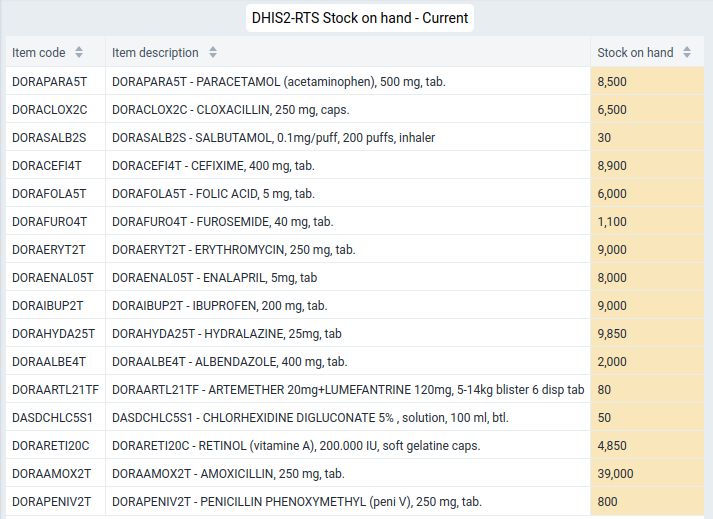 DHIS2-RTS Stock on hand - Current
Item code Item description Stock on hand
DORAPARA5T DORAPARA5T - PARACETAMOL (acetaminophen), 500 mg, tab. 8,500
DORACLOX2C DORACLOX2C - CLOXACILLIN, 250 mg, caps. 6,500
DORASALB2S DORASALB2S - SALBUTAMOL, 0.1mg/puff, 200 puffs, inhaler 30
DORACEFI4T DORACEFI4T - CEFIXIME, 400 mg, tab. 8,900
DORAFOLA5T DORAFOLA5T - FOLIC ACID, 5 mg, tab. 6,000
DORAFURO4T DORAFURO4T - FUROSEMIDE, 40 mg, tab. 1,100
DORAERYT2T DORAERYT2T - ERYTHROMYCIN, 250 mg, tab. 9,000
DORAENAL05T DORAENAL05T - ENALAPRIL, 5mg, tab 8,000
DORAIBUP2T DORAIBUP2T - IBUPROFEN, 200 mg, tab. 9,000
DORAHYDA25T DORAHYDA25T - HYDRALAZINE, 25mg, tab 9,850
DORAALBE4T DORAALBE4T - ALBENDAZOLE, 400 mg, tab. 2,000
DORAARTL21TF DORAARTL21TF - ARTEMETHER 20mg+LUMEFANTRINE 120mg, 5-14kg blister 6 disp tab 80
DASDCHLC5S1 DASDCHLC5S1 - CHLORHEXIDINE DIGLUCONATE 5% , solution, 100 ml, btl. 50
DORARETI20C DORARETI20C - RETINOL (vitamine A), 200.000 IU, soft gelatine caps. 4,850
DORAAMOX2T DORAAMOX2T - AMOXICILLIN, 250 mg, tab. 39,000
DORAPENIV2T DORAPENIV2T - PENICILLIN PHENOXYMETHYL (peni V), 250 mg, tab. 800